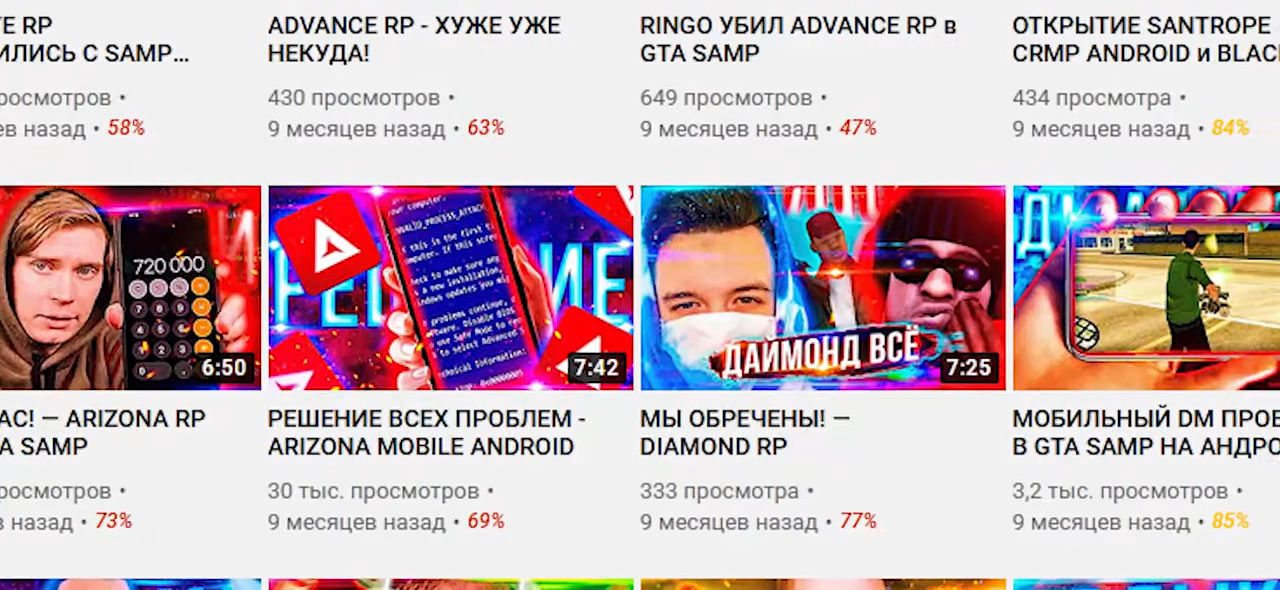 ADVANCE RP - ХУЖЕ УЖЕ
НЕКУДА!
430 просмотров •
9 месяцев назад • 63%
RINGO УБИЛ ADVANCE RP в
GTA SAMP
649 просмотров •
9 месяцев назад • 47%
ОТКРЫТИЕ SANTROPE
CRMP ANDROID и
434 просмотра •
9 месяцев назад • 84%
RP
С SAMP...
назад • 58%
720 000
6:50
7:42
ДАЙМОНД ВСЁ
7:25
— ARIZONA RP
SAMP
назад • 73%
РЕШЕНИЕ ВСЕХ ПРОБЛЕМ -
ARIZONA MOBILE ANDROID
30 тыс. просмотров •
9 месяцев назад • 69%
МЫ ОБРЕЧЕНЫ! —
DIAMOND RP
333 просмотра •
9 месяцев назад • 77%
МОБИЛЬНЫЙ DM
В GTA SAMP НА
3,2 тыс. просмотров •
9 месяцев назад • 85%